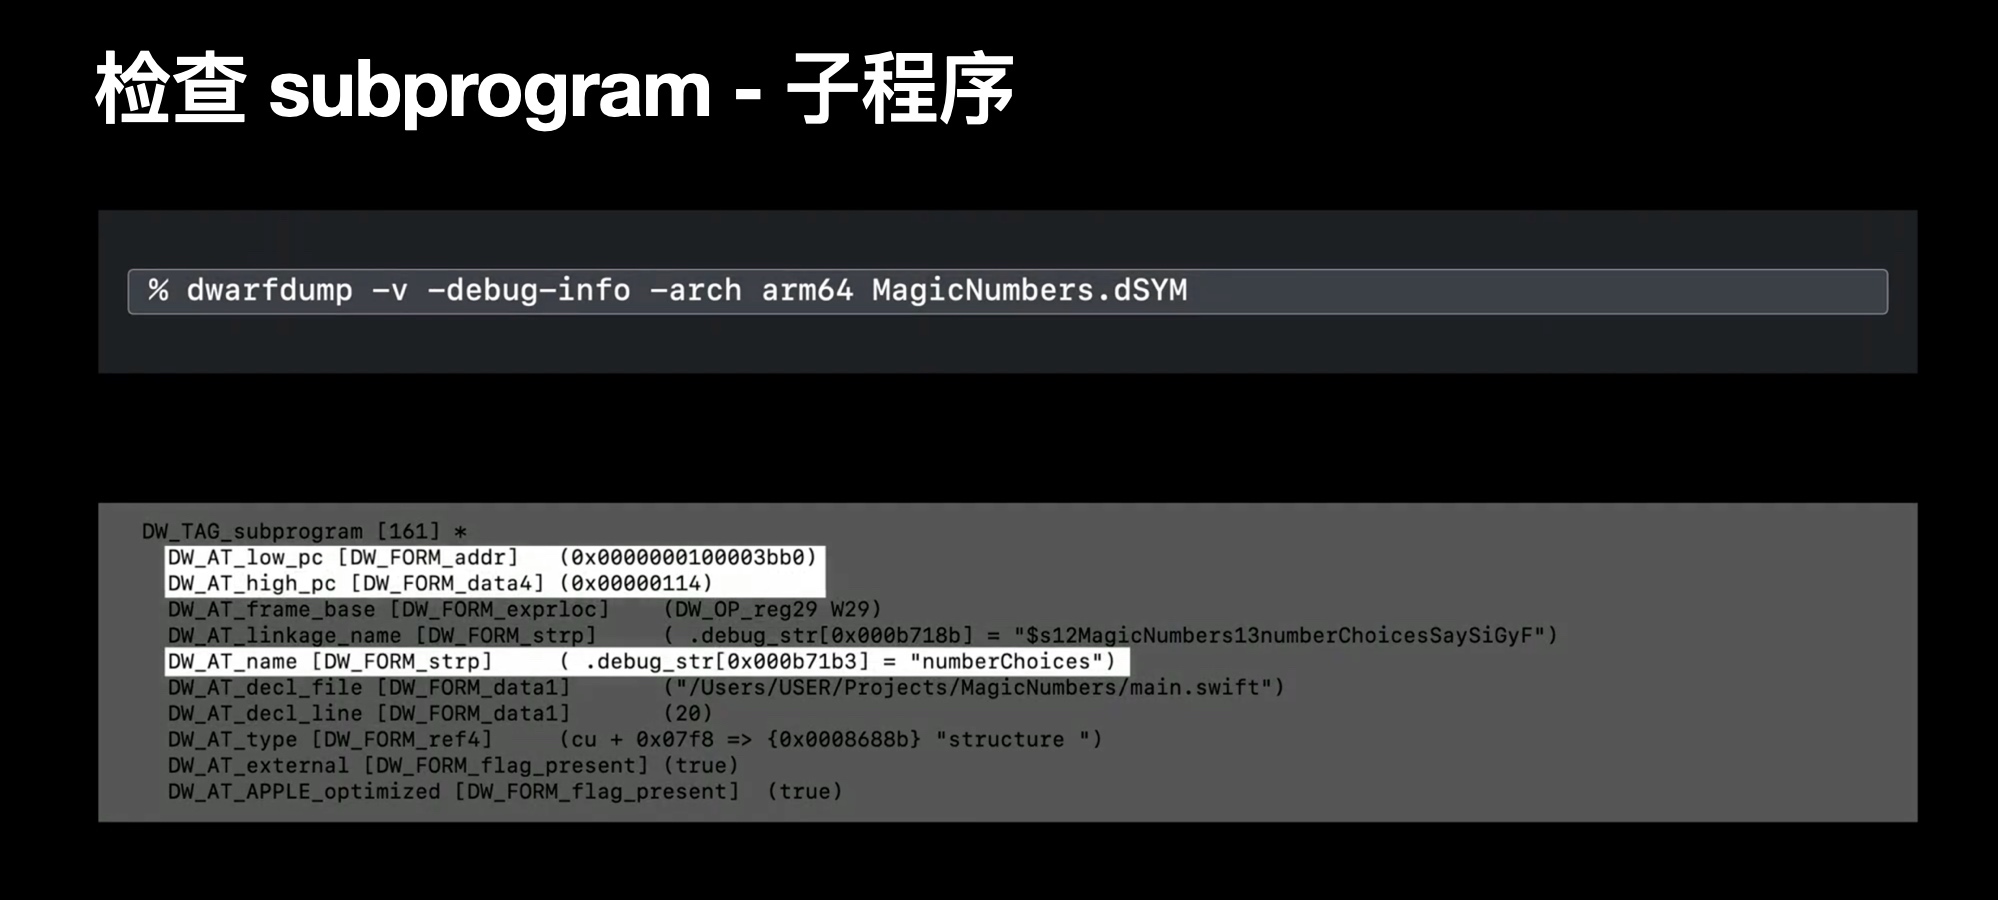 检查 subprogram - 子程序
% dwarfdump -v -debug-info -arch arm64 MagicNumbers.dSYM
DW_TAG_subprogram [161] *
DW_AT_low_pc [DW_FORM_addr] (0x0000000100003bb0)
DW_AT_high_pc [DW_FORM_data4] (0x00000114)
DW_AT_frame_base [DW_FORM_exprloc] (DW_OP_reg29 W29)
DW_AT_linkage_name [DW_FORM_strp] ( .debug_str[0x000b718b] = "$s12MagicNumbers13numberChoicesSaySiGyF")
DW_AT_name [DW_FORM_strp] ( .debug_str[0x000b71b3] = "numberChoices")
DW_AT_decl_file [DW_FORM_data1] ("/Users/USER/Projects/MagicNumbers/main.swift")
DW_AT_decl_line [DW_FORM_data1] (20)
DW_AT_type [DW_FORM_ref4] (cu + 0x07f8 => {0x0008688b} "structure ")
DW_AT_external [DW_FORM_flag_present] (true)
DW_AT_APPLE_optimized [DW_FORM_flag_present] (true)